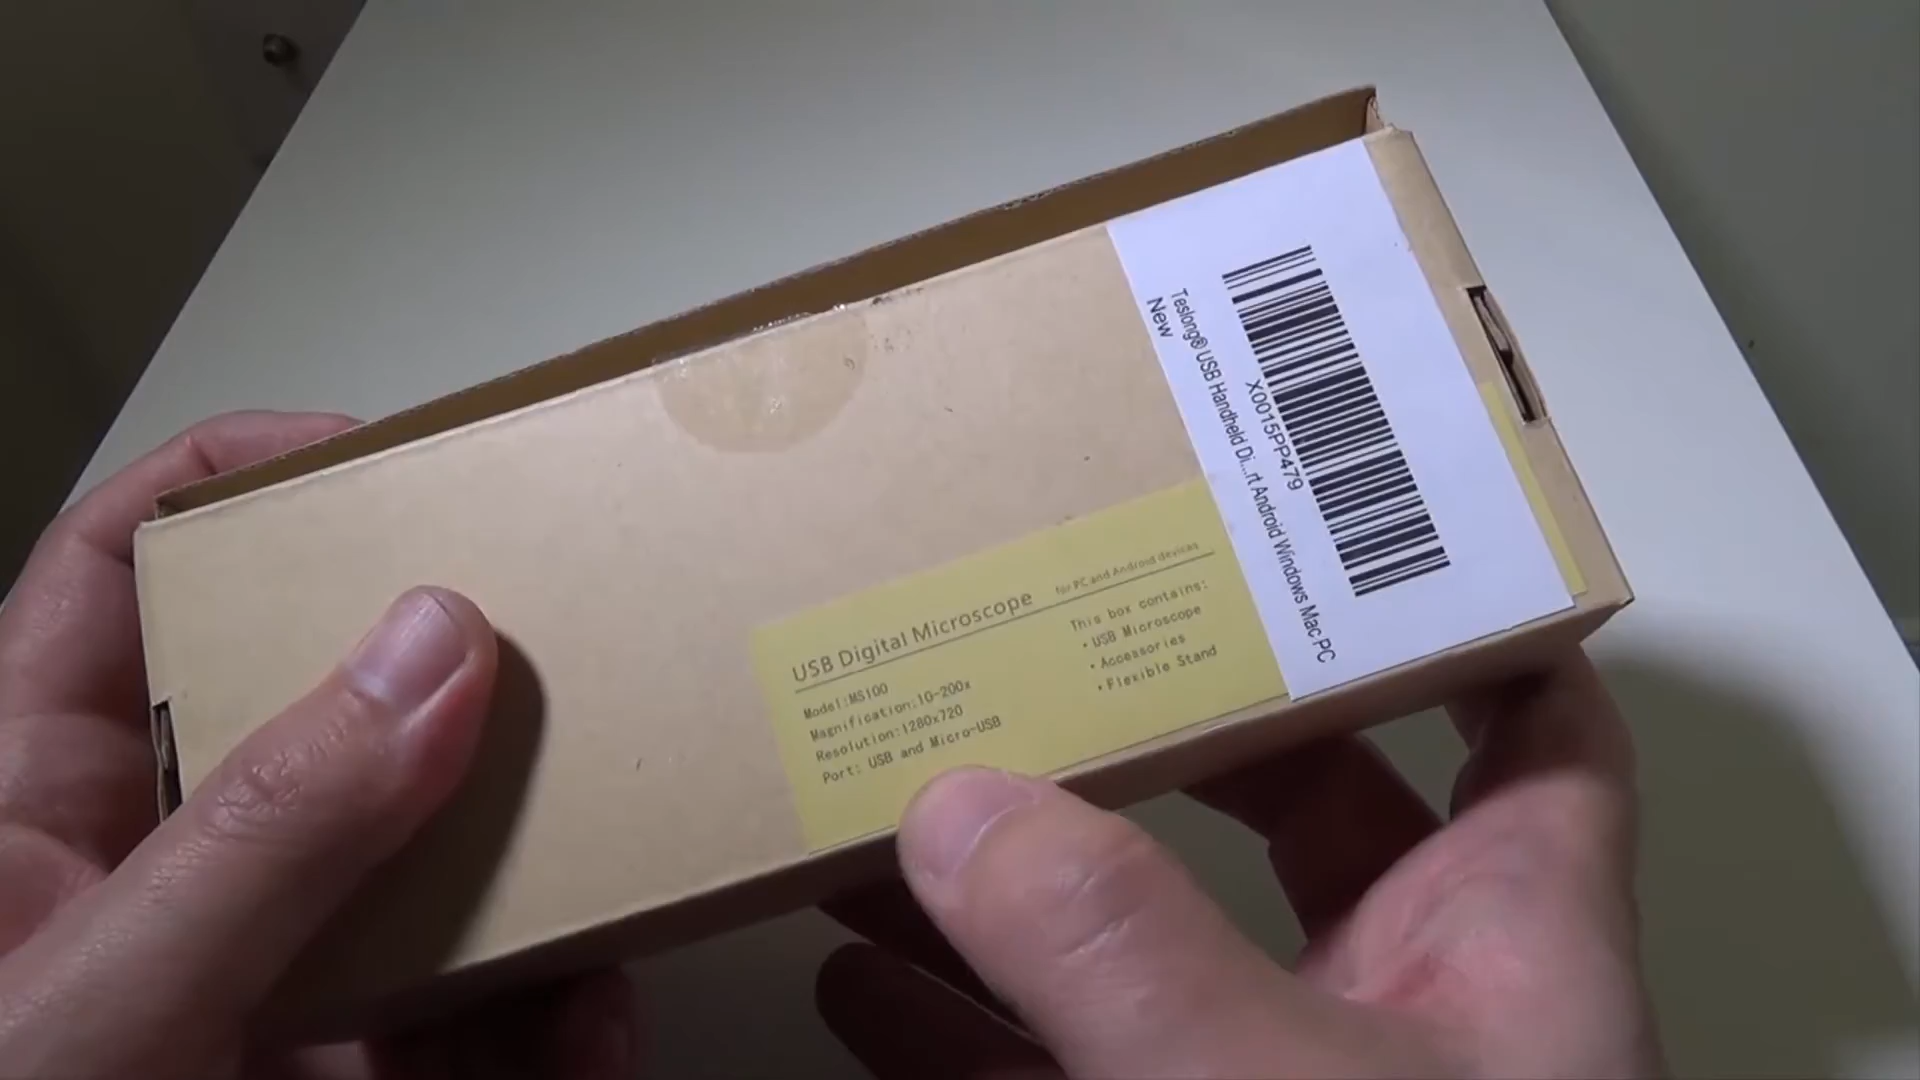 USB Digital Microscope for PC and Android devices
Model:MS100
Magnification:10-200x
Resolution:1280x720
Port: USB and Micro-USB
This box contains:
• USB Microscope
• Accessories
• Flexible Stand
X0015PP479
Teslong® USB Handheld Di...rt Android Windows Mac PC
New